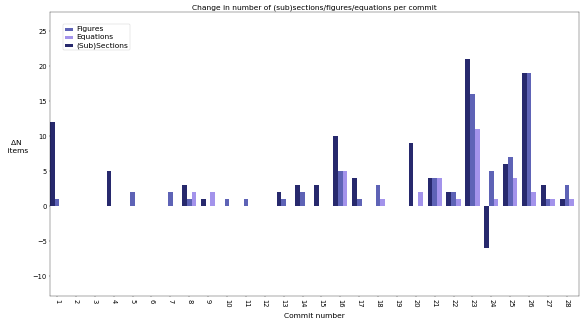 Change in number of (sub)sections/figures/equations per commit
Figures
Equations
(Sub)Sections
25
20
15
10
5
0
−5
−10
ΔN
items
1 2 3 4 5 6 7 8 9 10 11 12 13 14 15 16 17 18 19 20 21 22 23 24 25 26 27 28
Commit number